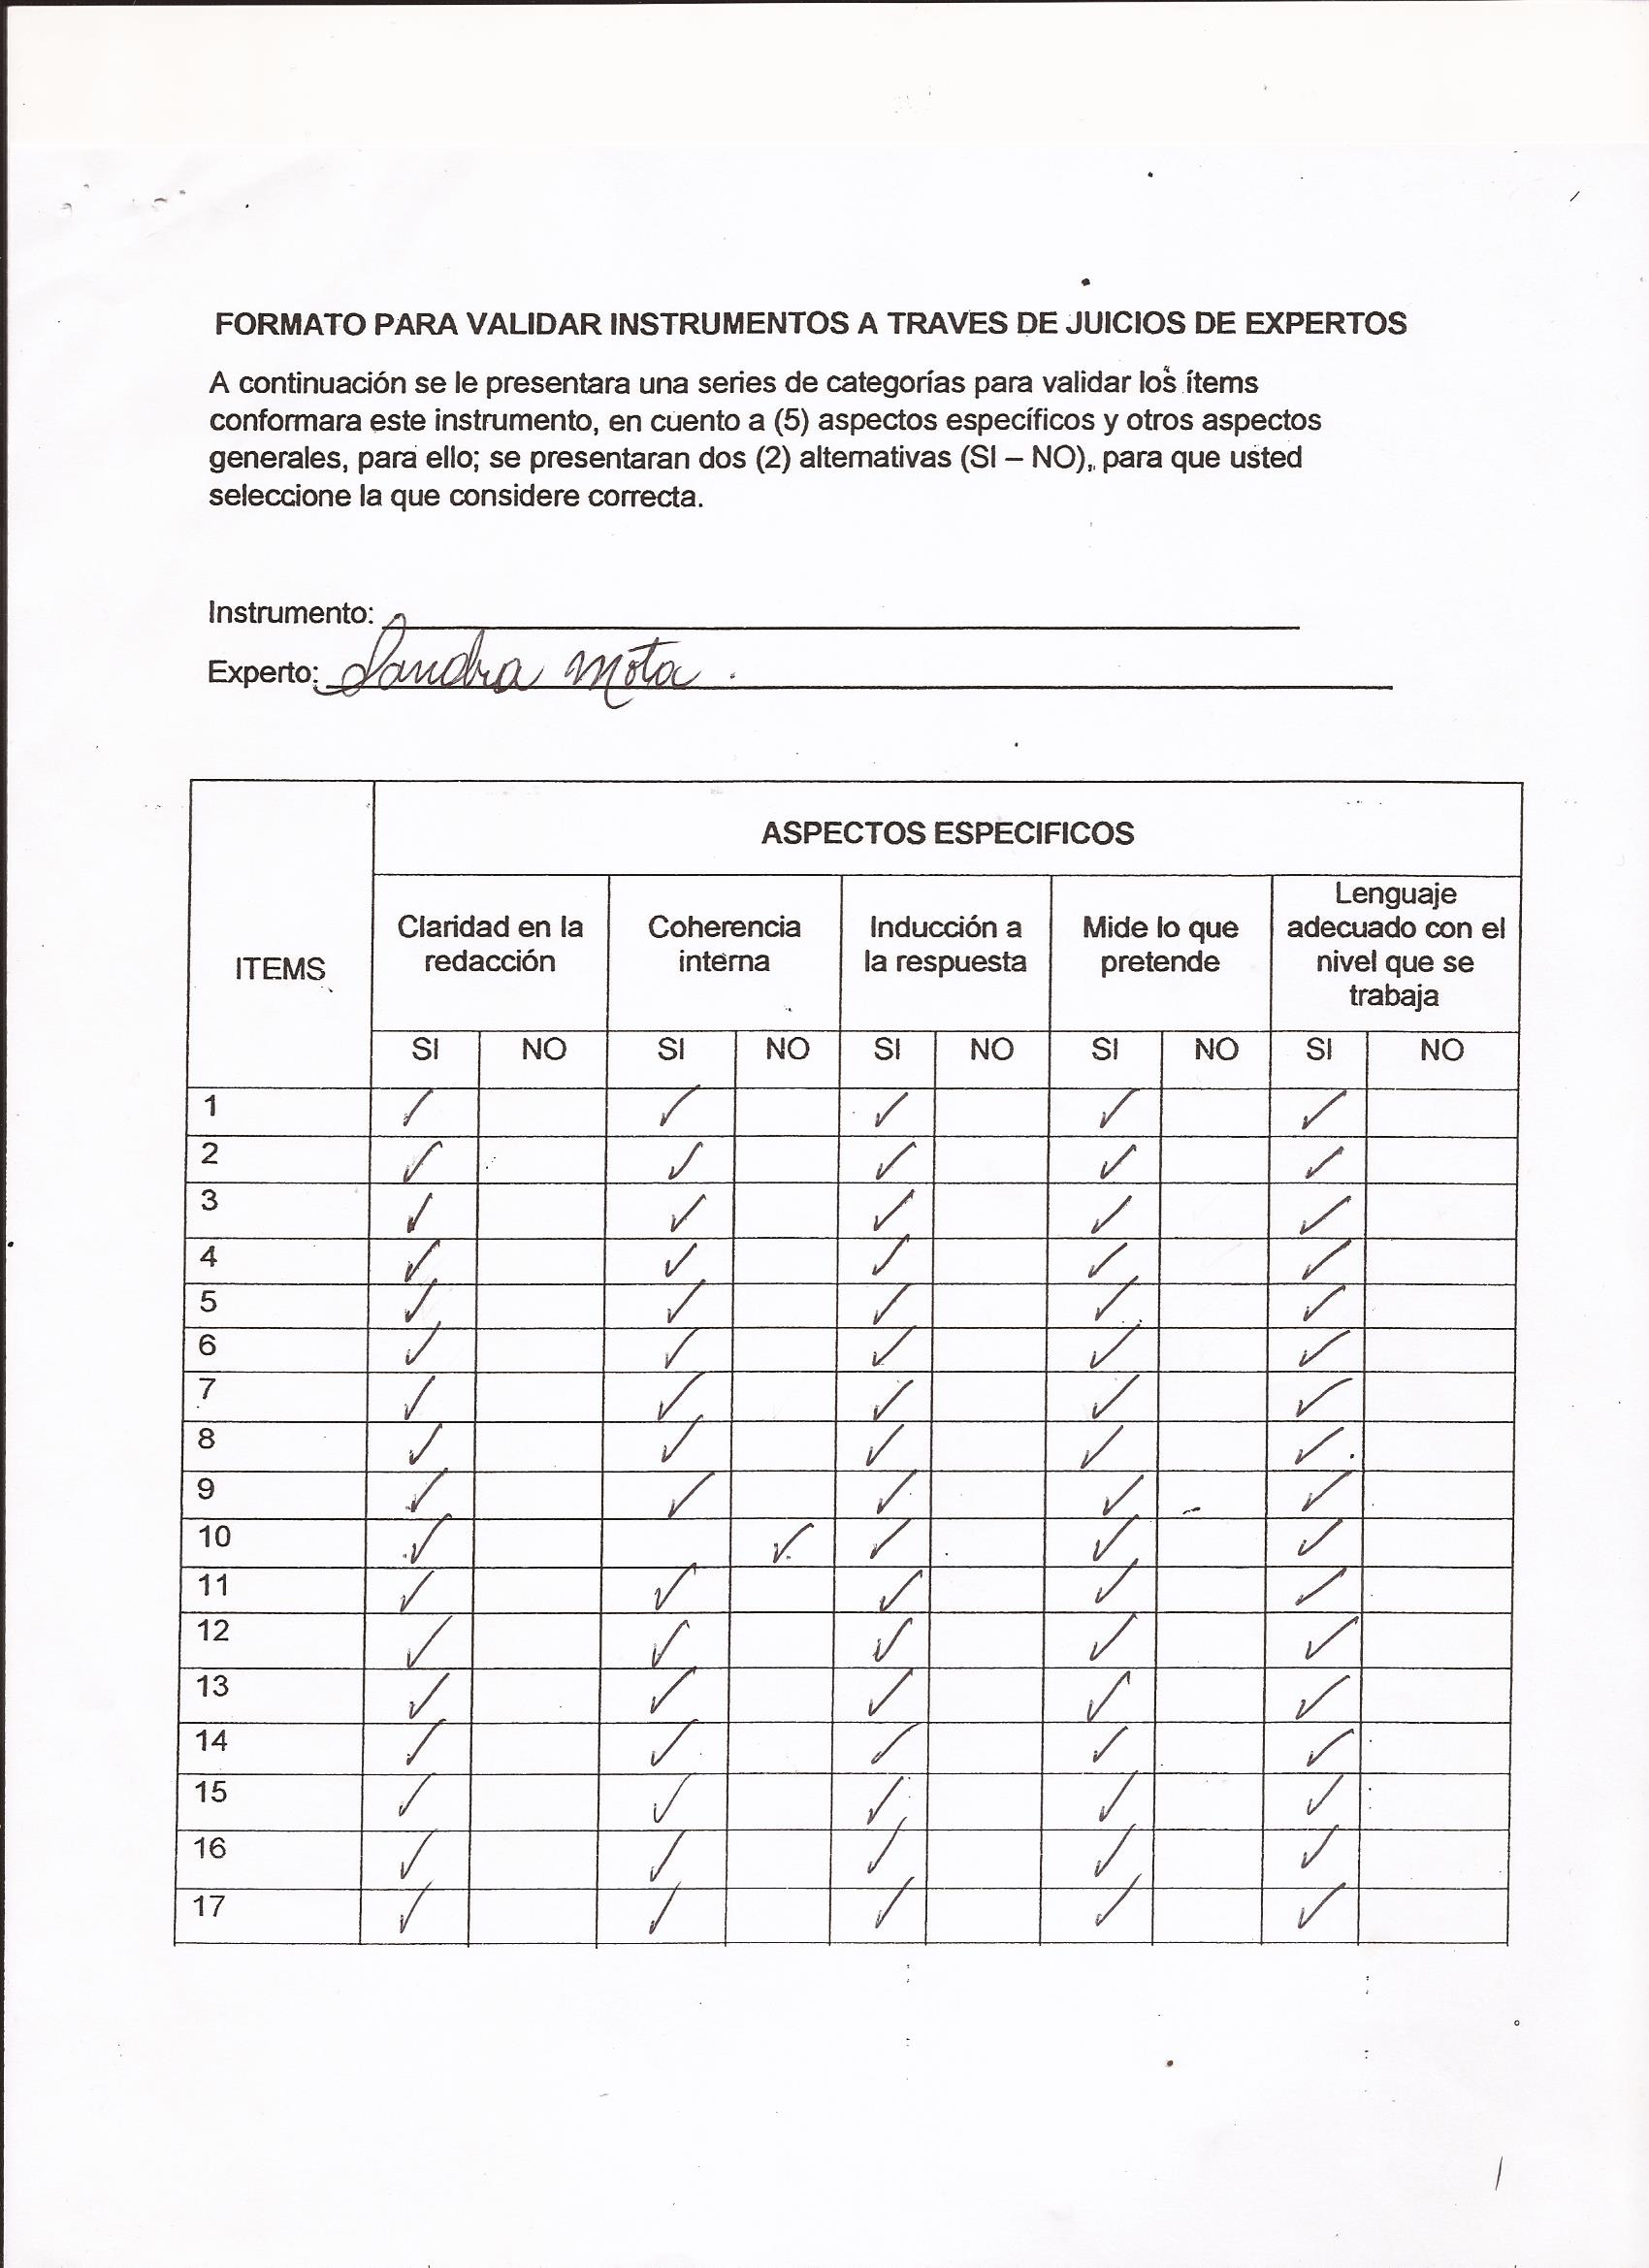 FORMATO PARA VALIDAR INSTRUMENTOS A TRAVES DE JUICIOS DE EXPERTOS
A continuación se le presentara una series de categorías para validar los ítems
conformara este instrumento, en cuento a (5) aspectos específicos y otros aspectos
generales, para ello; se presentaran dos (2) alternativas (SI – NO), para que usted
seleccione la que considere correcta.
Instrumento:
Experto: Sandra Mota.
ITEMS
ASPECTOS ESPECIFICOS
Claridad en la
redacción
Coherencia
interna
Inducción a
la respuesta
Mide lo que
pretende
Lenguaje
adecuado con el
nivel que se
trabaja
SI NO SI NO SI NO SI NO SI NO
1 ✓ ✓ ✓ ✓ ✓
2 ✓ ✓ ✓ ✓ ✓
3 ✓ ✓ ✓ ✓ ✓
4 ✓ ✓ ✓ ✓ ✓
5 ✓ ✓ ✓ ✓ ✓
6 ✓ ✓ ✓ ✓ ✓
7 ✓ ✓ ✓ ✓ ✓
8 ✓ ✓ ✓ ✓ ✓
9 ✓ ✓ ✓ ✓ ✓
10 ✓ ✓ ✓ ✓ ✓
11 ✓ ✓ ✓ ✓ ✓
12 ✓ ✓ ✓ ✓ ✓
13 ✓ ✓ ✓ ✓ ✓
14 ✓ ✓ ✓ ✓ ✓
15 ✓ ✓ ✓ ✓ ✓
16 ✓ ✓ ✓ ✓ ✓
17 ✓ ✓ ✓ ✓ ✓